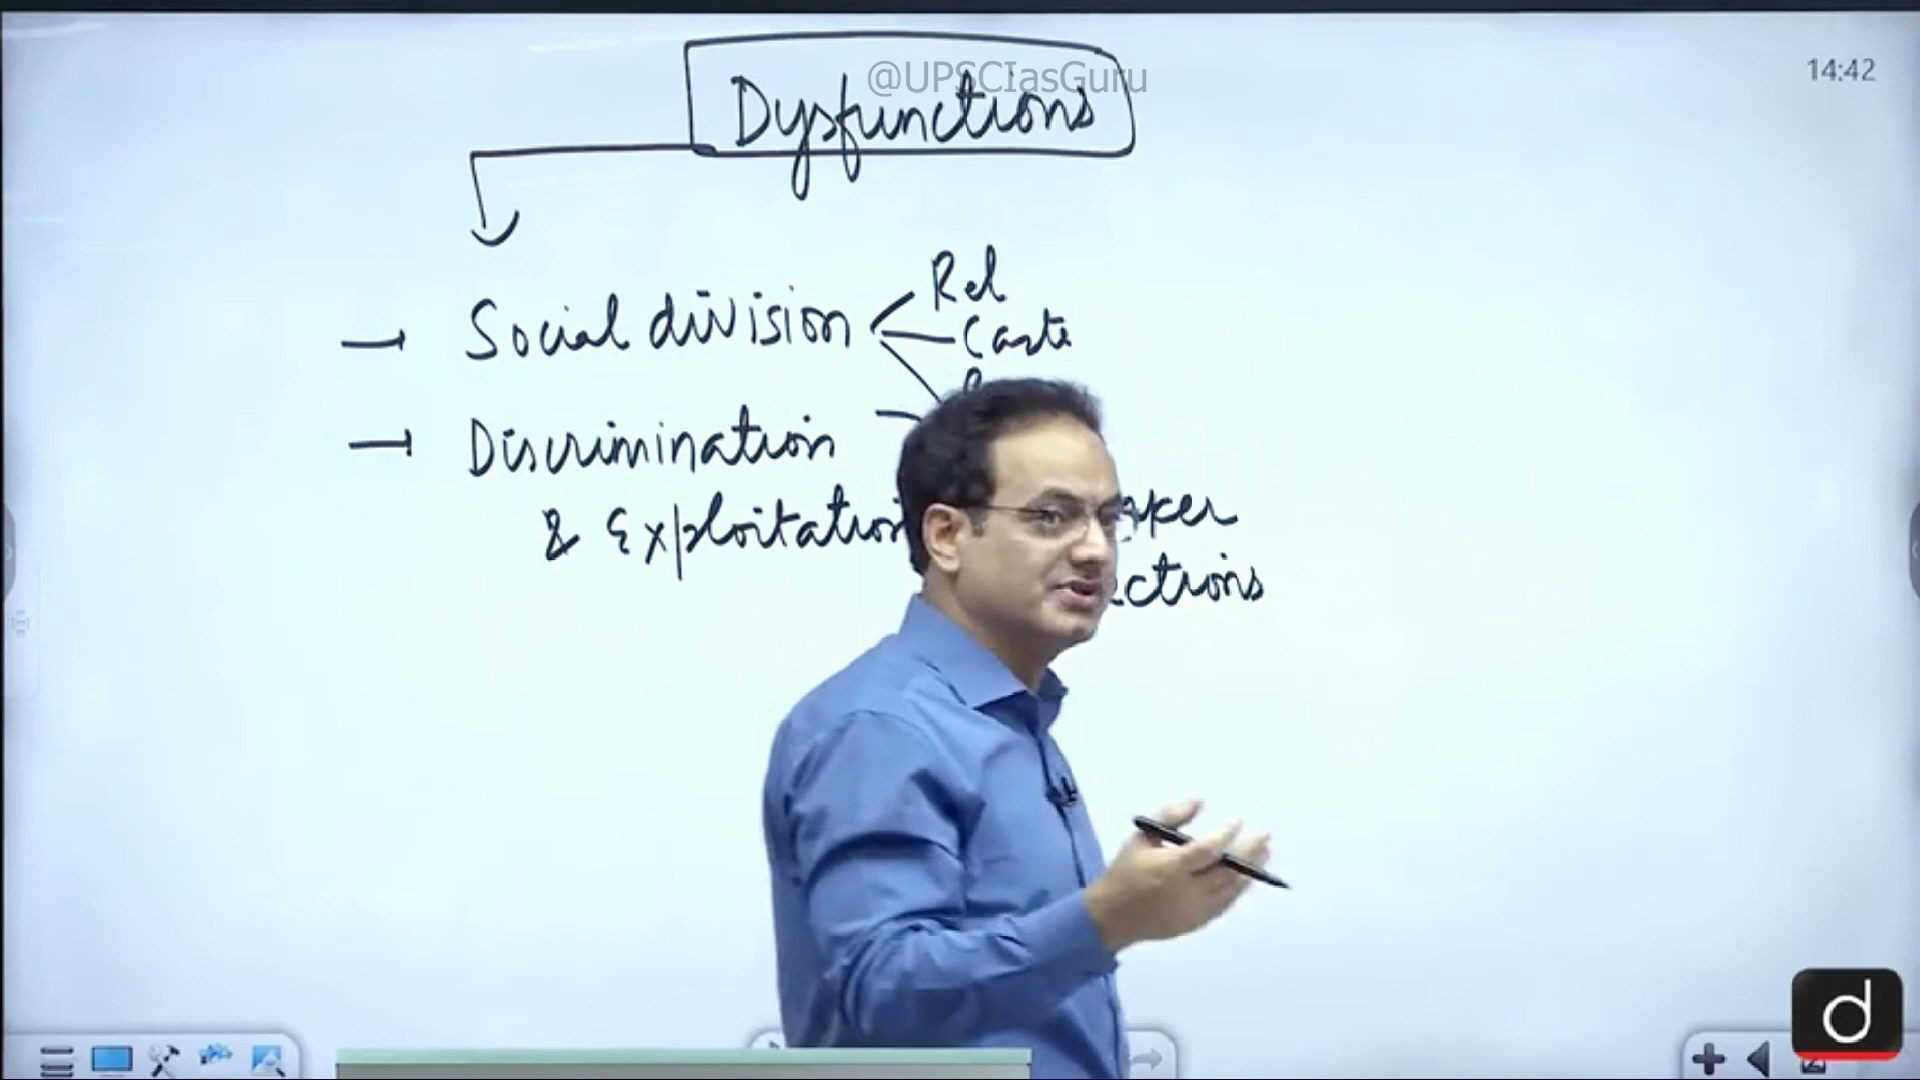 @UPSCIasGuru
14:42
Dysfunctions
Social division
Rel
Caste
Discrimination
& Exploitation
d